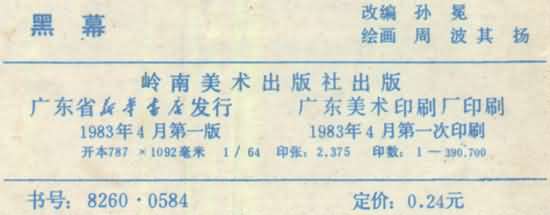 黑幕
改编 孙冕
绘画 周波其扬
岭南美术出版社出版
广东省新华书店发行 广东美术印刷厂印刷
1983年4月第一版 1983年4月第一次印刷
开本787×1092毫米 1/64 印张:2.375 印数:1—390.700
书号:8260·0584 定价:0.24元